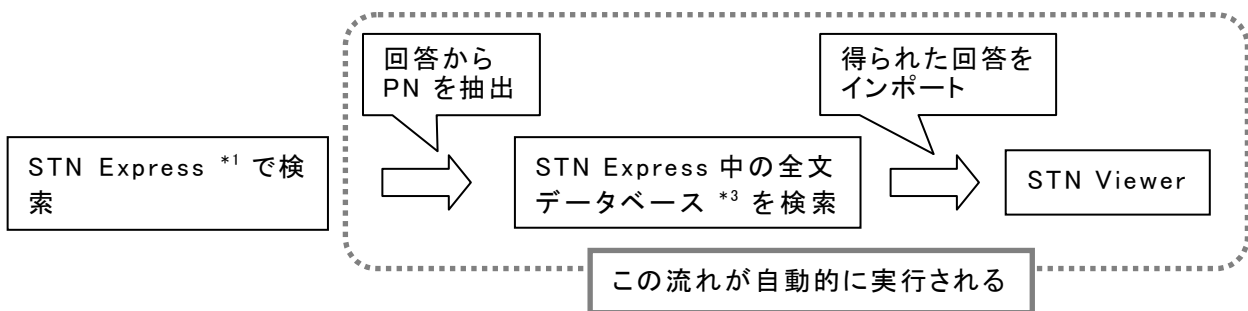 回答から
PN を抽出
得られた回答を
インポート
STN Express *1 で検
索
STN Express 中の全文
データベース *3 を検索
STN Viewer
この流れが自動的に実行される